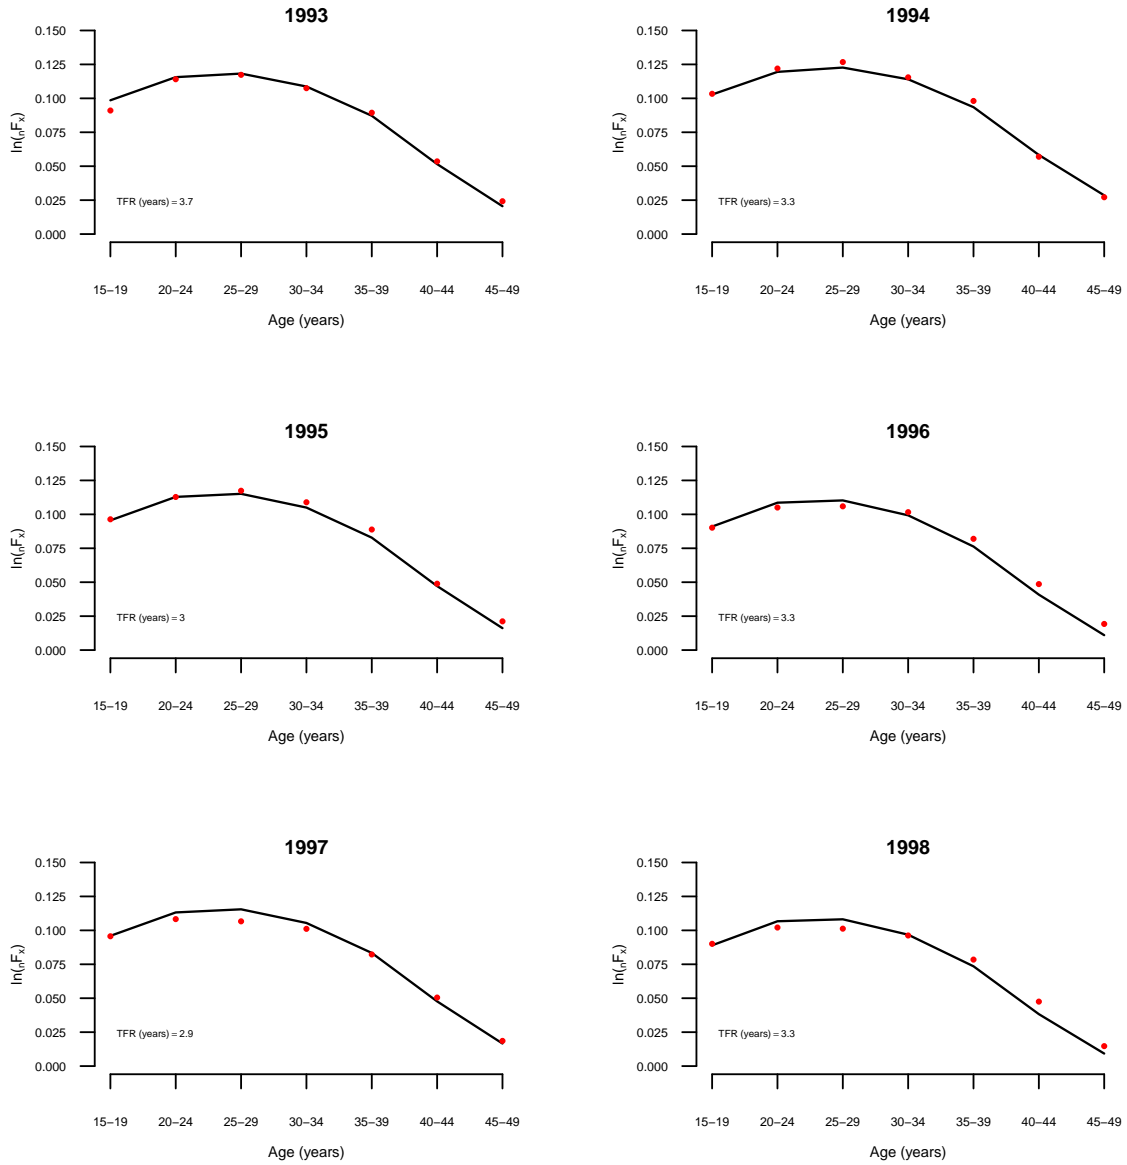 1993
0.150
0.125
0.100
0.075
0.050
0.025
0.000
ln(nFx)
TFR (years) = 3.7
15–19 20–24 25–29 30–34 35–39 40–44 45–49
Age (years)
1994
0.150
0.125
0.100
0.075
0.050
0.025
0.000
ln(nFx)
TFR (years) = 3.3
15–19 20–24 25–29 30–34 35–39 40–44 45–49
Age (years)
1995
0.150
0.125
0.100
0.075
0.050
0.025
0.000
ln(nFx)
TFR (years) = 3
15–19 20–24 25–29 30–34 35–39 40–44 45–49
Age (years)
1996
0.150
0.125
0.100
0.075
0.050
0.025
0.000
ln(nFx)
TFR (years) = 3.3
15–19 20–24 25–29 30–34 35–39 40–44 45–49
Age (years)
1997
0.150
0.125
0.100
0.075
0.050
0.025
0.000
ln(nFx)
TFR (years) = 2.9
15–19 20–24 25–29 30–34 35–39 40–44 45–49
Age (years)
1998
0.150
0.125
0.100
0.075
0.050
0.025
0.000
ln(nFx)
TFR (years) = 3.3
15–19 20–24 25–29 30–34 35–39 40–44 45–49
Age (years)